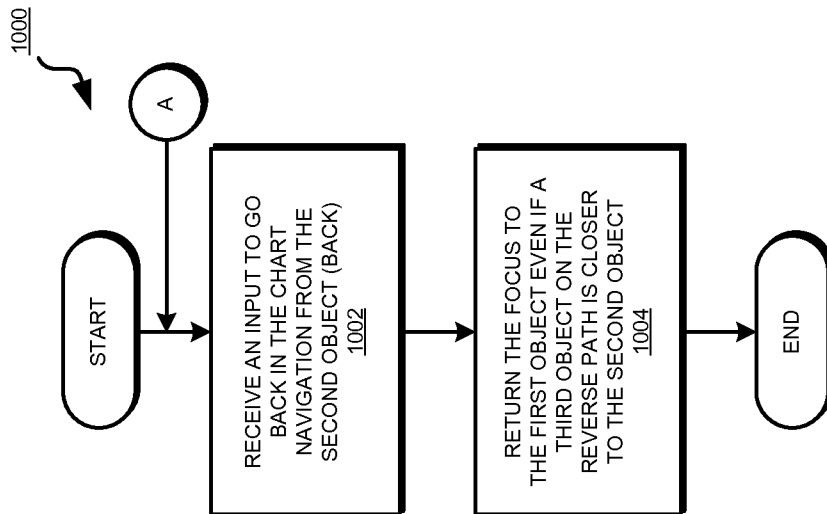 1000
A
START
RECEIVE AN INPUT TO GO
BACK IN THE CHART
NAVIGATION FROM THE
SECOND OBJECT (BACK)
1002
RETURN THE FOCUS TO
THE FIRST OBJECT EVEN IF A
THIRD OBJECT ON THE
REVERSE PATH IS CLOSER
TO THE SECOND OBJECT
1004
END